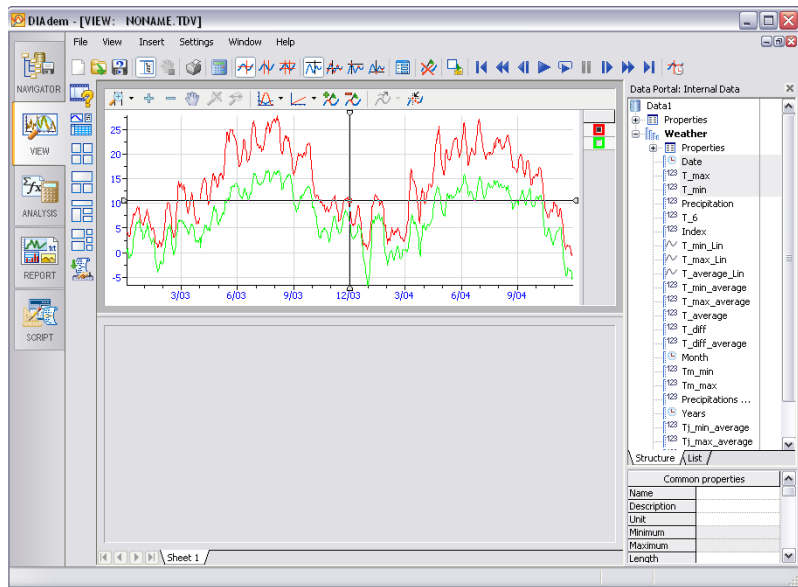 DIAdem - [VIEW: NONAME.TDV]
File View Insert Settings Window Help
NAVIGATOR
VIEW
ANALYSIS
REPORT
SCRIPT
25
20
15
10
5
0
-5
3/03 6/03 9/03 12/03 3/04 6/04 9/04
Sheet 1
Data Portal: Internal Data
Data1
Properties
Weather
Properties
Date
T_max
T_min
Precipitation
T_6
Index
T_min_Lin
T_max_Lin
T_average_Lin
T_min_average
T_max_average
T_average
T_diff
T_diff_average
Month
Tm_min
Tm_max
Precipitations ...
Years
Tj_min_average
Tj_max_average
Structure List
Common properties
Name
Description
Unit
Minimum
Maximum
Length